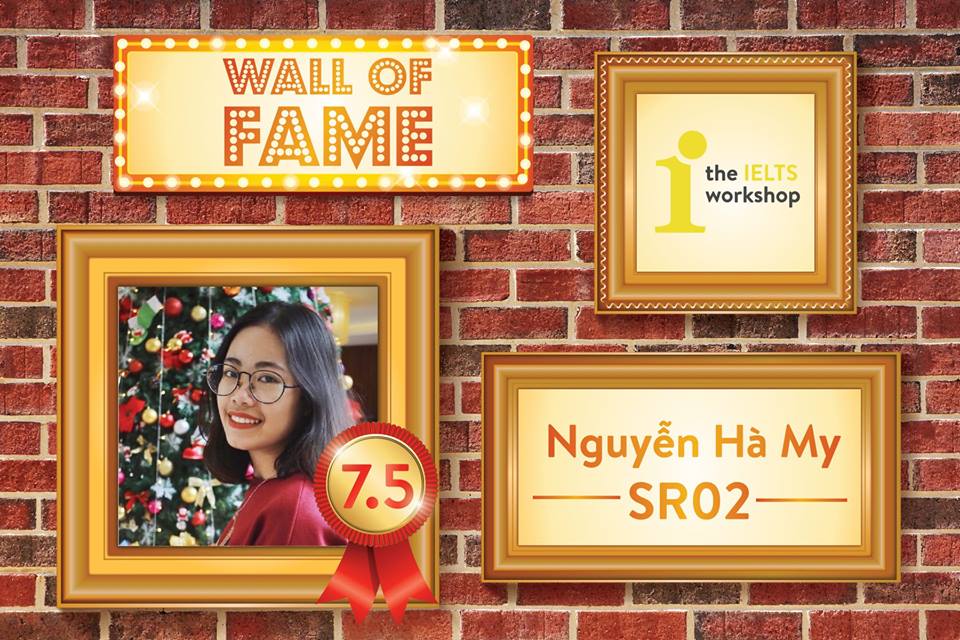 WALL OF
FAME
i the IELTS
workshop
7.5
Nguyễn Hà My
SR02